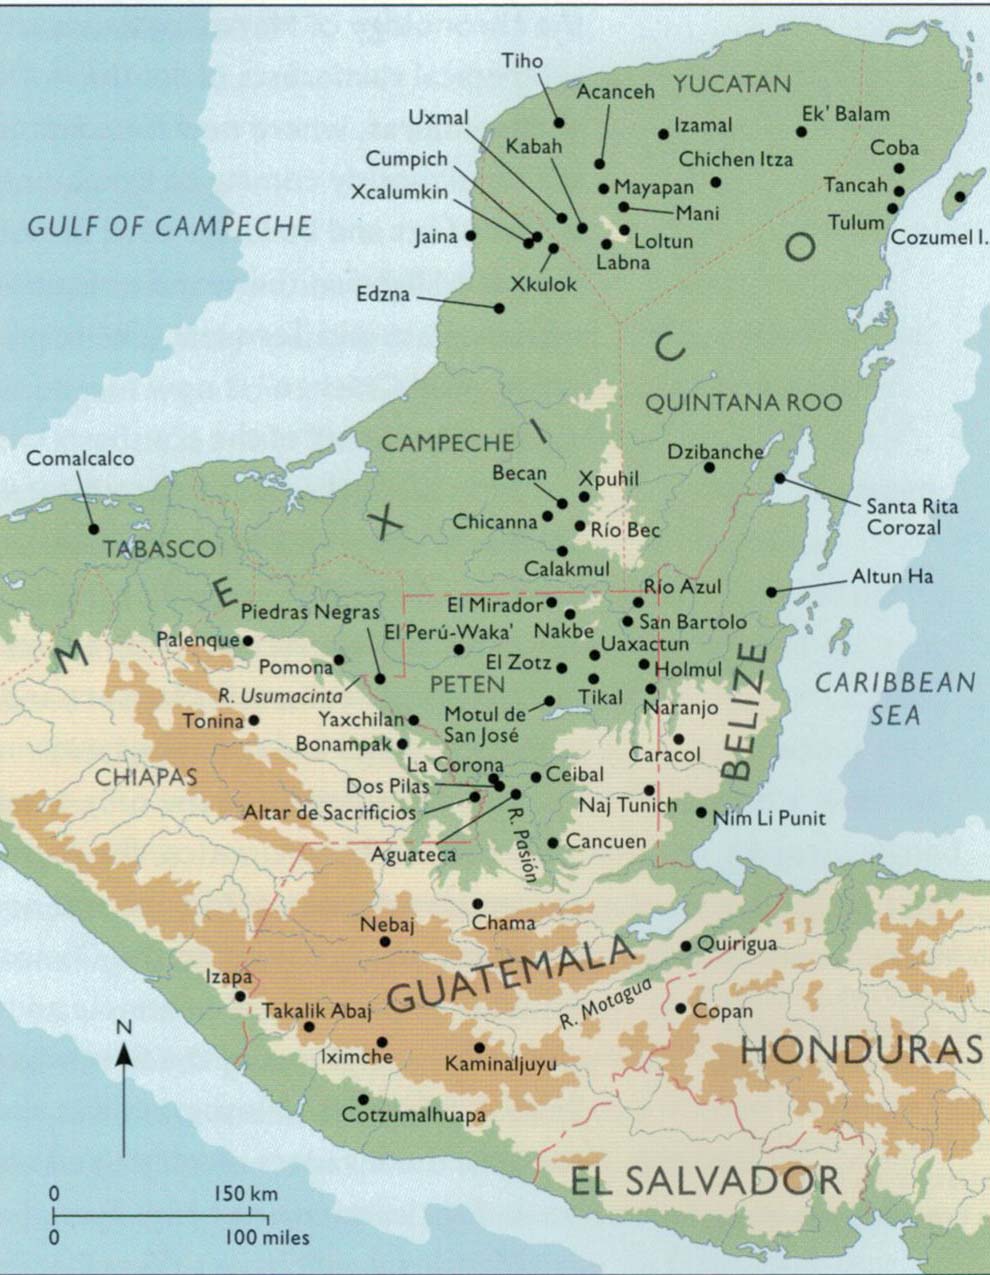 Tiho
YUCATAN
Acanceh
Uxmal
Izamal
Ek' Balam
Kabah
Cumpich
Chichen Itza
Coba
Xcalumkin
Mayapan
Tancah
Mani
GULF OF CAMPECHE
Jaina
Tulum
Loltun
Cozumel I.
Labna
Xkulok
Edzna
MEXICO
QUINTANA ROO
CAMPECHE
Comalcalco
Dzibanche
Becan
Xpuhil
Santa Rita
Corozal
Chicanna
Río Bec
TABASCO
Calakmul
Altun Ha
Río Azul
El Mirador
Piedras Negras
Nakbe
San Bartolo
El Perú-Waka'
Palenque
Uaxactun
Pomona
El Zotz
Holmul
PETEN
R. Usumacinta
Tikal
CARIBBEAN
SEA
Naranjo
Motul de
San José
Tonina
Yaxchilan
Bonampak
Caracol
BELIZE
La Corona
CHIAPAS
Ceibal
Dos Pilas
Altar de Sacrificios
Naj Tunich
Nim Li Punit
R. Pasión
Cancuen
Aguateca
Nebaj
Chama
Quirigua
GUATEMALA
Izapa
R. Motagua
Takalik Abaj
Copan
N
Iximche
Kaminaljuyu
HONDURAS
Cotzumalhuapa
EL SALVADOR
0 150 km
0 100 miles